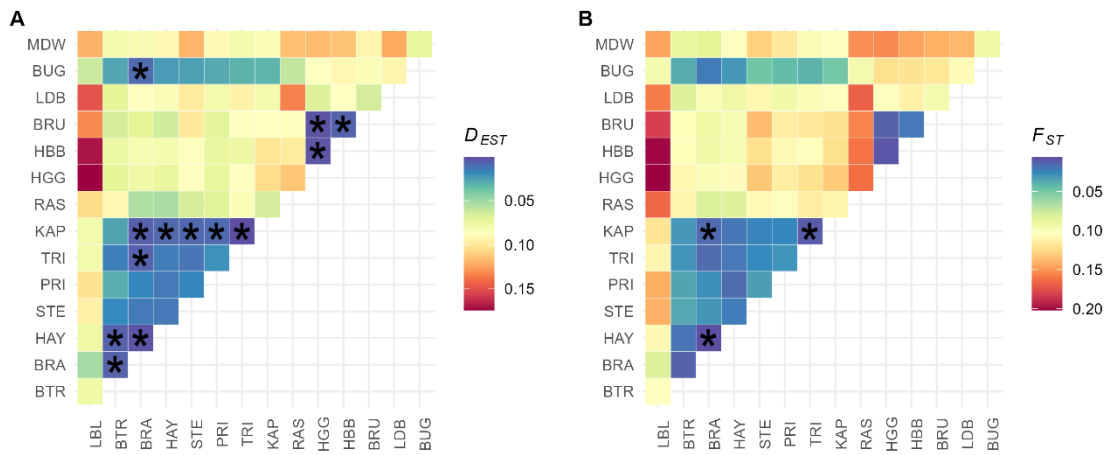 A
MDW
BUG
LDB
BRU
HBB
HGG
RAS
KAP
TRI
PRI
STE
HAY
BRA
BTR
LBL
BTR
BRA
HAY
STE
PRI
TRI
KAP
RAS
HGG
HBB
BRU
LDB
BUG
* 
* *
*
* * * * *
*
* *
*
D_EST
0.05
0.10
0.15
B
MDW
BUG
LDB
BRU
HBB
HGG
RAS
KAP
TRI
PRI
STE
HAY
BRA
BTR
LBL
BTR
BRA
HAY
STE
PRI
TRI
KAP
RAS
HGG
HBB
BRU
LDB
BUG
* *
*
F_ST
0.05
0.10
0.15
0.20